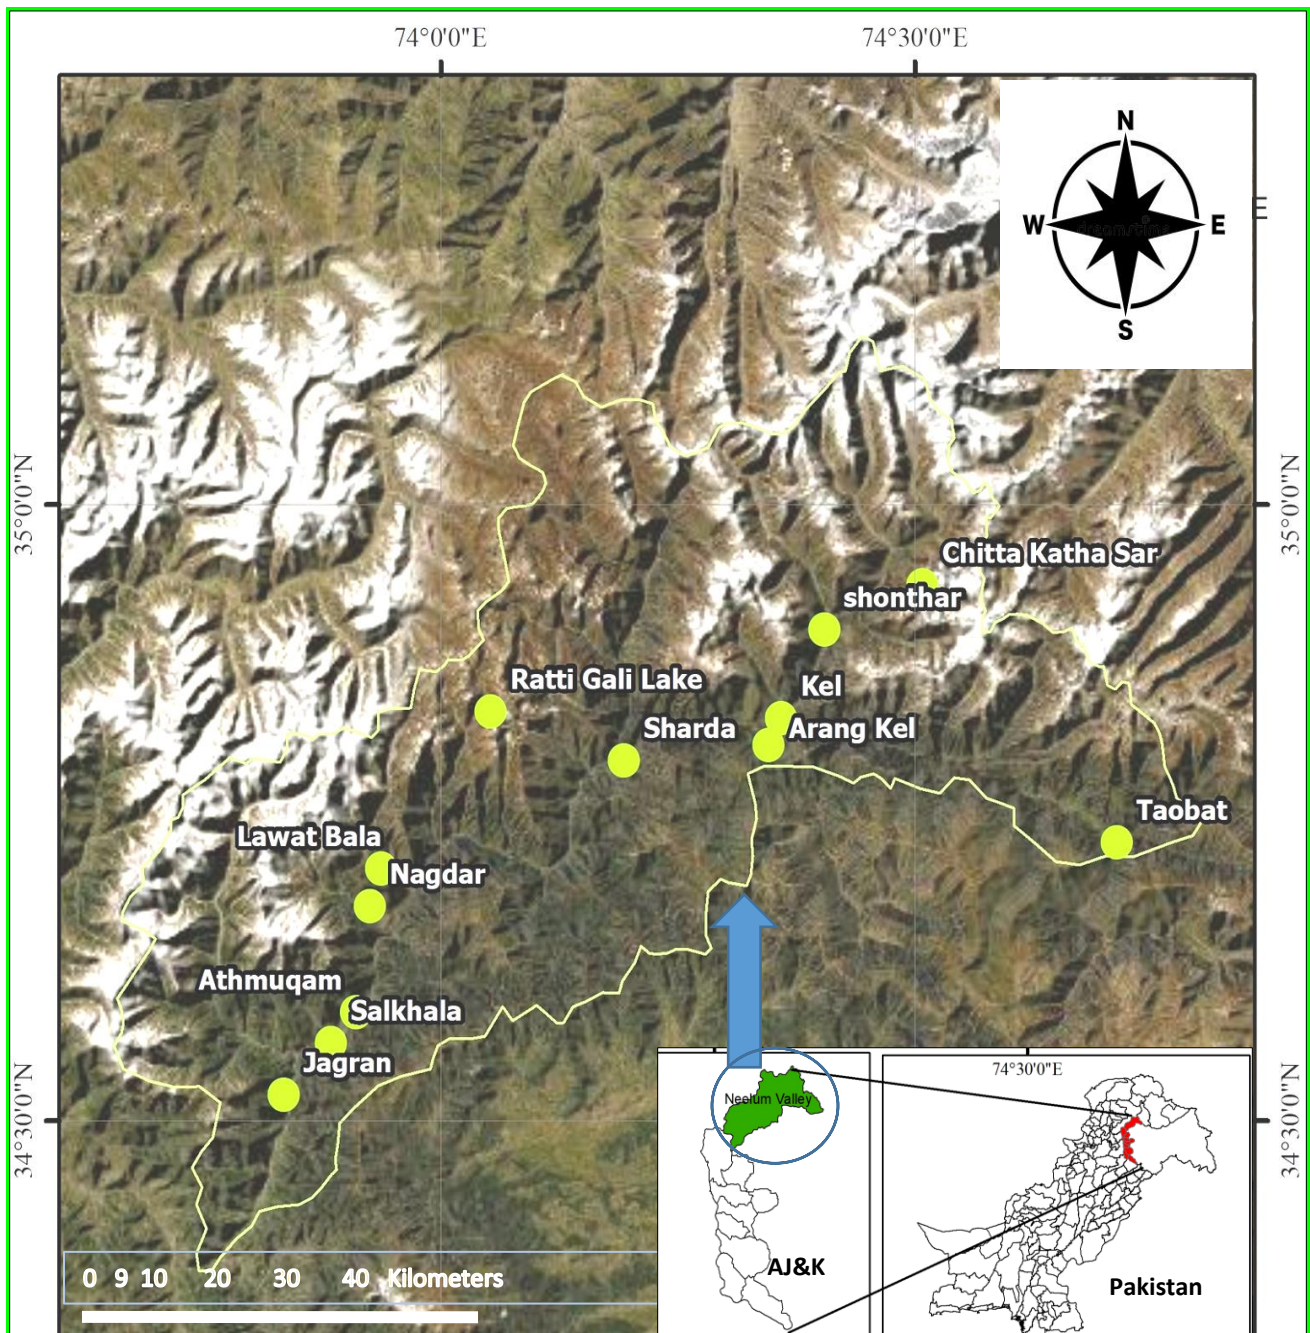 74°0'0"E
74°30'0"E
N
W
dreamstime
E
S
E
35°0'0"N
35°0'0"N
Chitta Katha Sar
shonthar
Ratti Gali Lake
Kel
Sharda
Arang Kel
Taobat
Lawat Bala
Nagdar
Athmuqam
Salkhala
Jagran
34°30'0"N
34°30'0"N
74°30'0"E
Neelum Valley
AJ&K
Pakistan
0 9 10 20 30 40 Kilometers